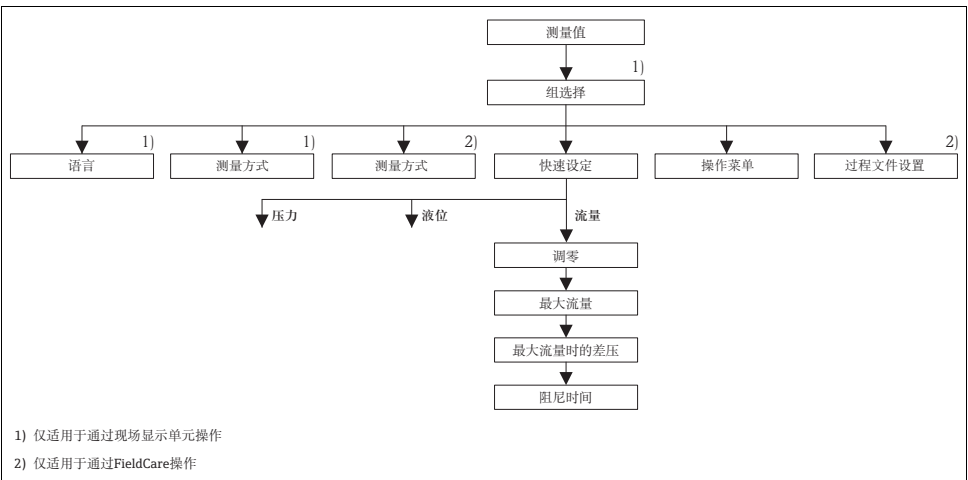 测量值
1)
组选择
1)
1)
2)
2)
语言
测量方式
测量方式
快速设定
操作菜单
过程文件设置
压力
液位
流量
调零
最大流量
最大流量时的差压
阻尼时间
1) 仅适用于通过现场显示单元操作
2) 仅适用于通过FieldCare操作